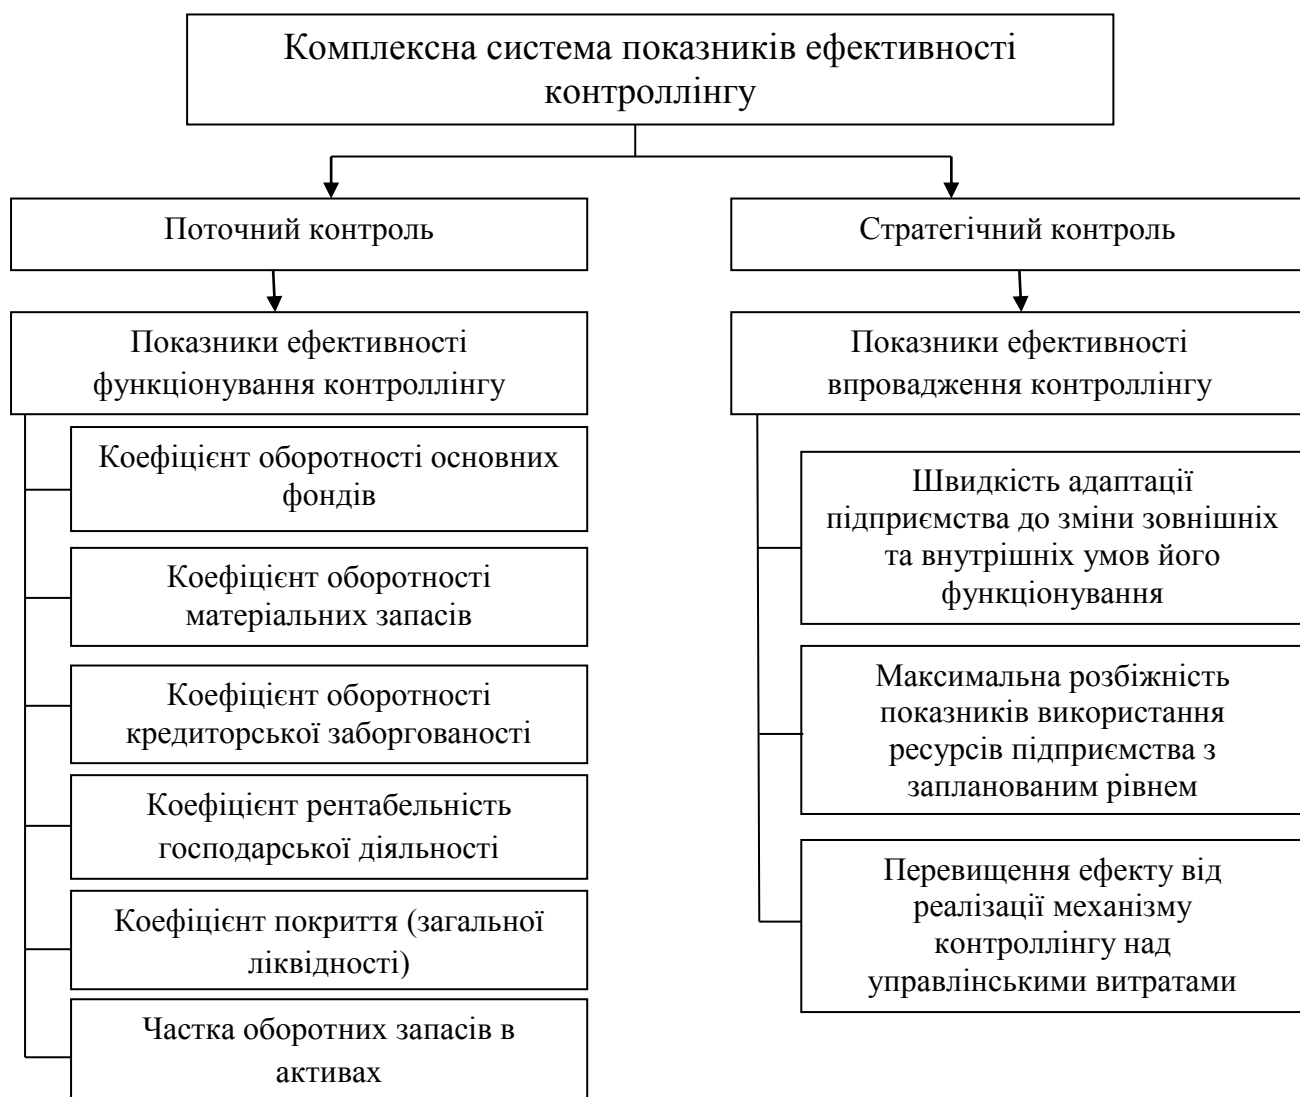 Комплексна система показників ефективності
контроллінгу
Поточний контроль
Стратегічний контроль
Показники ефективності
функціонування контроллінгу
Показники ефективності
впровадження контроллінгу
Коефіцієнт оборотності основних
фондів
Коефіцієнт оборотності
матеріальних запасів
Коефіцієнт оборотності
кредиторської заборгованості
Коефіцієнт рентабельність
господарської діяльності
Коефіцієнт покриття (загальної
ліквідності)
Частка оборотних запасів в
активах
Швидкість адаптації
підприємства до зміни зовнішніх
та внутрішніх умов його
функціонування
Максимальна розбіжність
показників використання
ресурсів підприємства з
запланованим рівнем
Перевищення ефекту від
реалізації механізму
контроллінгу над
управлінськими витратами